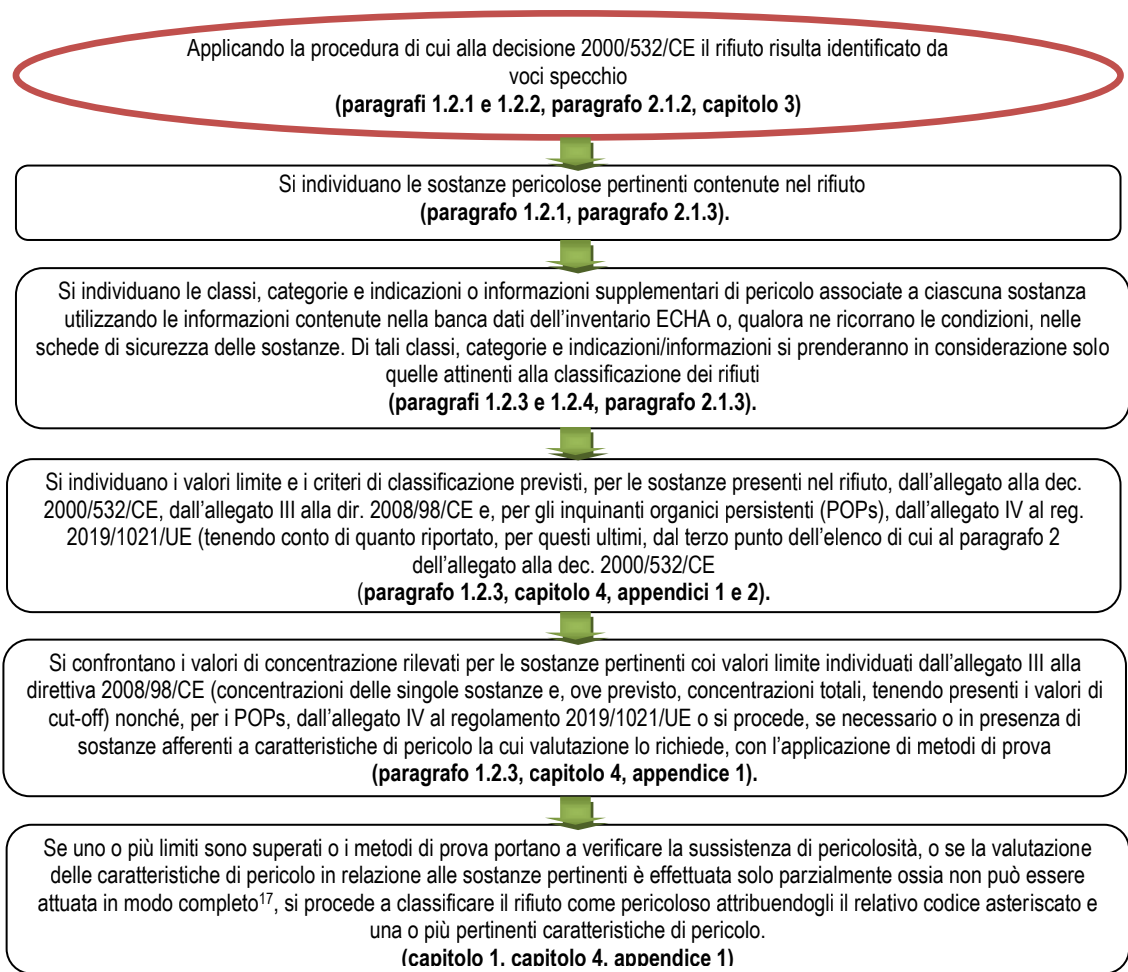 Applicando la procedura di cui alla decisione 2000/532/CE il rifiuto risulta identificato da
voci specchio
(paragrafi 1.2.1 e 1.2.2, paragrafo 2.1.2, capitolo 3)
Si individuano le sostanze pericolose pertinenti contenute nel rifiuto
(paragrafo 1.2.1, paragrafo 2.1.3).
Si individuano le classi, categorie e indicazioni o informazioni supplementari di pericolo associate a ciascuna sostanza
utilizzando le informazioni contenute nella banca dati dell'inventario ECHA o, qualora ne ricorrano le condizioni, nelle
schede di sicurezza delle sostanze. Di tali classi, categorie e indicazioni/informazioni si prenderanno in considerazione solo
quelle attinenti alla classificazione dei rifiuti
(paragrafi 1.2.3 e 1.2.4, paragrafo 2.1.3).
Si individuano i valori limite e i criteri di classificazione previsti, per le sostanze presenti nel rifiuto, dall'allegato alla dec.
2000/532/CE, dall'allegato III alla dir. 2008/98/CE e, per gli inquinanti organici persistenti (POPs), dall'allegato IV al reg.
2019/1021/UE (tenendo conto di quanto riportato, per questi ultimi, dal terzo punto dell'elenco di cui al paragrafo 2
dell'allegato alla dec. 2000/532/CE
(paragrafo 1.2.3, capitolo 4, appendici 1 e 2).
Si confrontano i valori di concentrazione rilevati per le sostanze pertinenti coi valori limite individuati dall'allegato III alla
direttiva 2008/98/CE (concentrazioni delle singole sostanze e, ove previsto, concentrazioni totali, tenendo presenti i valori di
cut-off) nonché, per i POPs, dall'allegato IV al regolamento 2019/1021/UE o si procede, se necessario o in presenza di
sostanze afferenti a caratteristiche di pericolo la cui valutazione lo richiede, con l'applicazione di metodi di prova
(paragrafo 1.2.3, capitolo 4, appendice 1).
Se uno o più limiti sono superati o i metodi di prova portano a verificare la sussistenza di pericolosità, o se la valutazione
delle caratteristiche di pericolo in relazione alle sostanze pertinenti è effettuata solo parzialmente ossia non può essere
attuata in modo completo17, si procede a classificare il rifiuto come pericoloso attribuendogli il relativo codice asteriscato e
una o più pertinenti caratteristiche di pericolo.
(capitolo 1, capitolo 4, appendice 1)